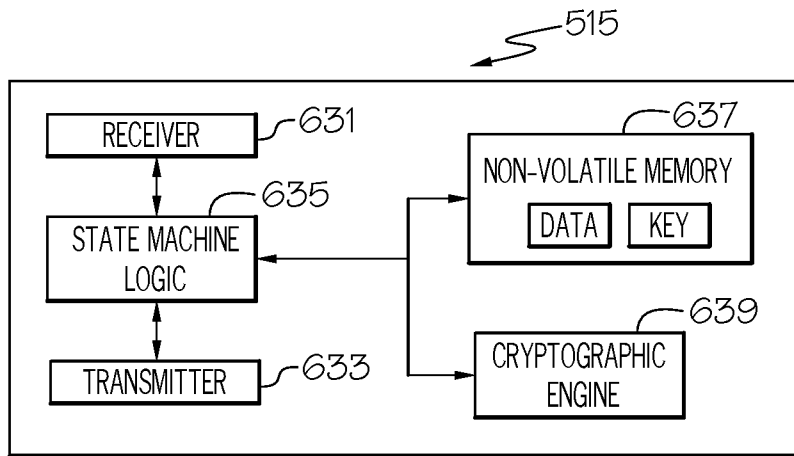 515
RECEIVER
631
637
NON-VOLATILE MEMORY
DATA KEY
635
STATE MACHINE
LOGIC
639
CRYPTOGRAPHIC
ENGINE
TRANSMITTER
633